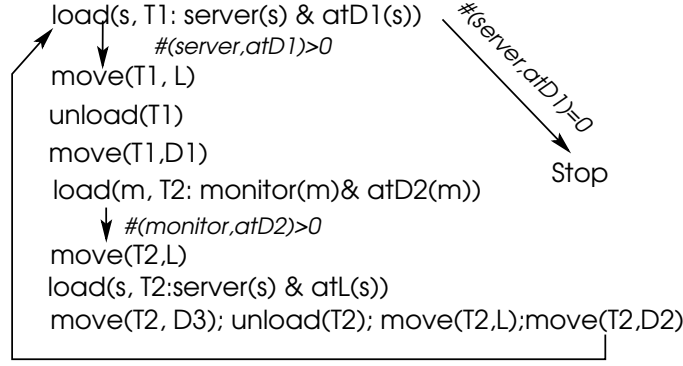 load(s, T1: server(s) & atD1(s))
#(server,atD1)=0
#(server,atD1)>0
move(T1, L)
unload(T1)
move(T1,D1)
Stop
load(m, T2: monitor(m)& atD2(m))
#(monitor,atD2)>0
move(T2,L)
load(s, T2:server(s) & atL(s))
move(T2, D3); unload(T2); move(T2,L);move(T2,D2)